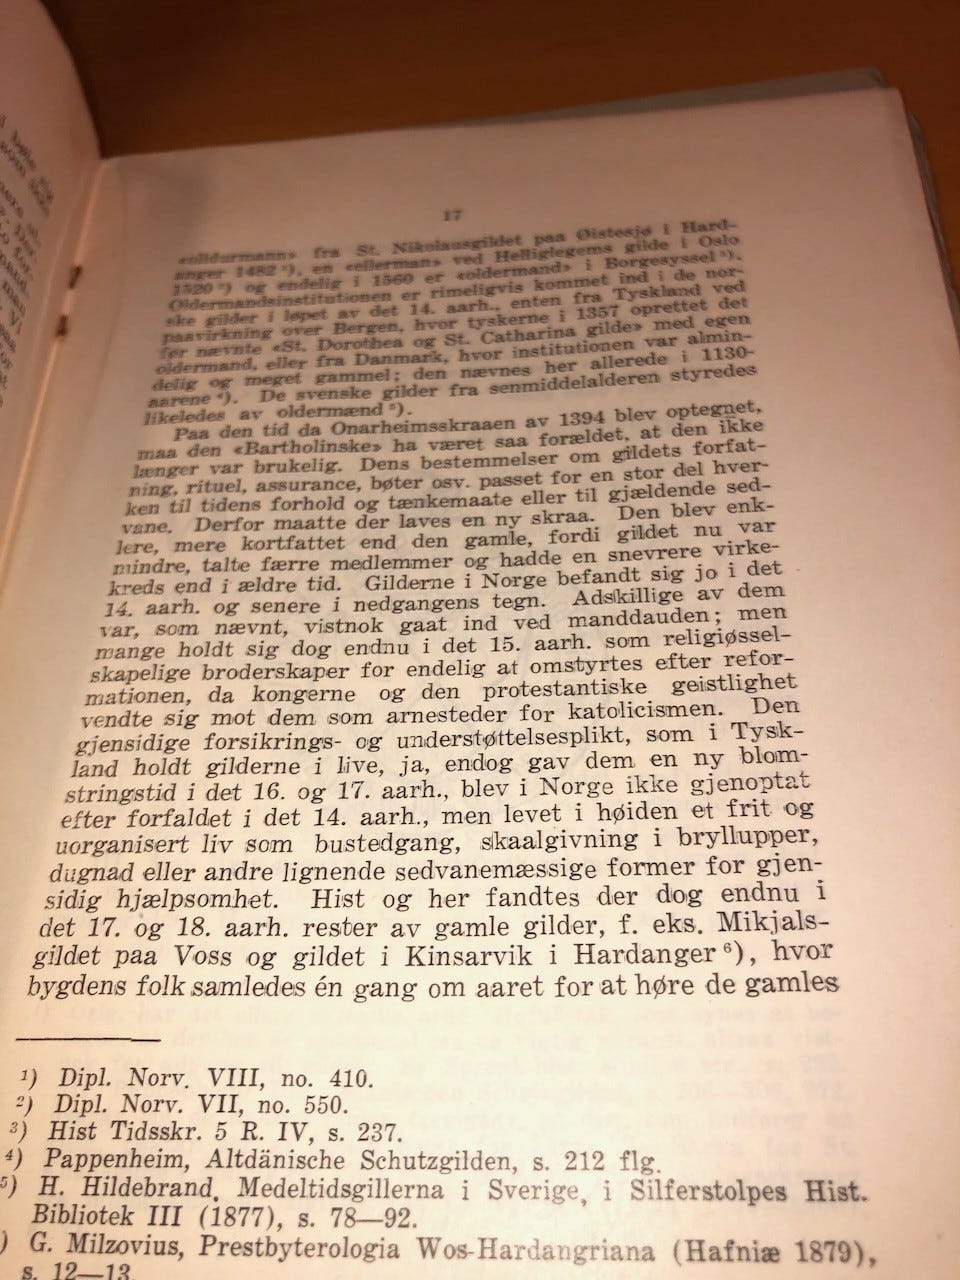 17
«olldurmann» fra St. Nikolausgildet paa Øistesjø i Hard-
anger 1482 ¹), en «ellerman» ved Helliglegems gilde i Oslo
1520 ²) og endelig i 1560 er «oldermand» i Borgesyssel ³).
Oldermandsinstitutionen er rimeligvis kommet ind i de nor-
ske gilder i løpet av det 14. aarh., enten fra Tyskland ved
paavirkning over Bergen, hvor tyskerne i 1357 oprettet det
før nævnte «St. Dorothea og St. Catharina gilde» med egen
oldermand, eller fra Danmark, hvor institutionen var almin-
delig og meget gammel; den nævnes her allerede i 1130-
aarene ⁴). De svenske gilder fra senmiddelalderen styredes
likeledes av oldermænd ⁵).
Paa den tid da Onarheimsskraaen av 1394 blev optegnet,
maa den «Bartholinske» ha været saa forældet, at den ikke
længer var brukelig. Dens bestemmelser om gildets forfat-
ning, rituel, assurance, bøter osv. passet for en stor del hver-
ken til tidens forhold og tænkemaate eller til gjældende sed-
vane. Derfor maatte der laves en ny skraa. Den blev enk-
lere, mere kortfattet end den gamle, fordi gildet nu var
mindre, talte færre medlemmer og hadde en snevrere virke-
kreds end i ældre tid. Gilderne i Norge befandt sig jo i det
14. aarh. og senere i nedgangens tegn. Adskillige av dem
var, som nævnt, vistnok gaat ind ved manddauden; men
mange holdt sig dog endnu i det 15. aarh. som religiøssel-
skapelige broderskaper for endelig at omstyrtes efter refor-
mationen, da kongerne og den protestantiske geistlighet
vendte sig mot dem som arnesteder for katolicismen. Den
gjensidige forsikrings- og understøttelsesplikt, som i Tysk-
land holdt gilderne i live, ja, endog gav dem en ny blom-
stringstid i det 16. og 17. aarh., blev i Norge ikke gjenoptat
efter forfaldet i det 14. aarh., men levet i høiden et frit og
uorganisert liv som bustedgang, skaalgivning i bryllupper,
dugnad eller andre lignende sedvanemæssige former for gjen-
sidig hjælpsomhet. Hist og her fandtes der dog endnu i
det 17. og 18. aarh. rester av gamle gilder, f. eks. Mikjals-
gildet paa Voss og gildet i Kinsarvik i Hardanger ⁶), hvor
bygdens folk samledes én gang om aaret for at høre de gamles
¹) Dipl. Norv. VIII, no. 410.
²) Dipl. Norv. VII, no. 550.
³) Hist Tidsskr. 5 R. IV, s. 237.
⁴) Pappenheim, Altdänische Schutzgilden, s. 212 flg.
⁵) H. Hildebrand, Medeltidsgillerna i Sverige, i Silferstolpes Hist.
Bibliotek III (1877), s. 78—92.
) G. Milzovius, Prestbyterologia Wos-Hardangriana (Hafniæ 1879),
s. 12—13.